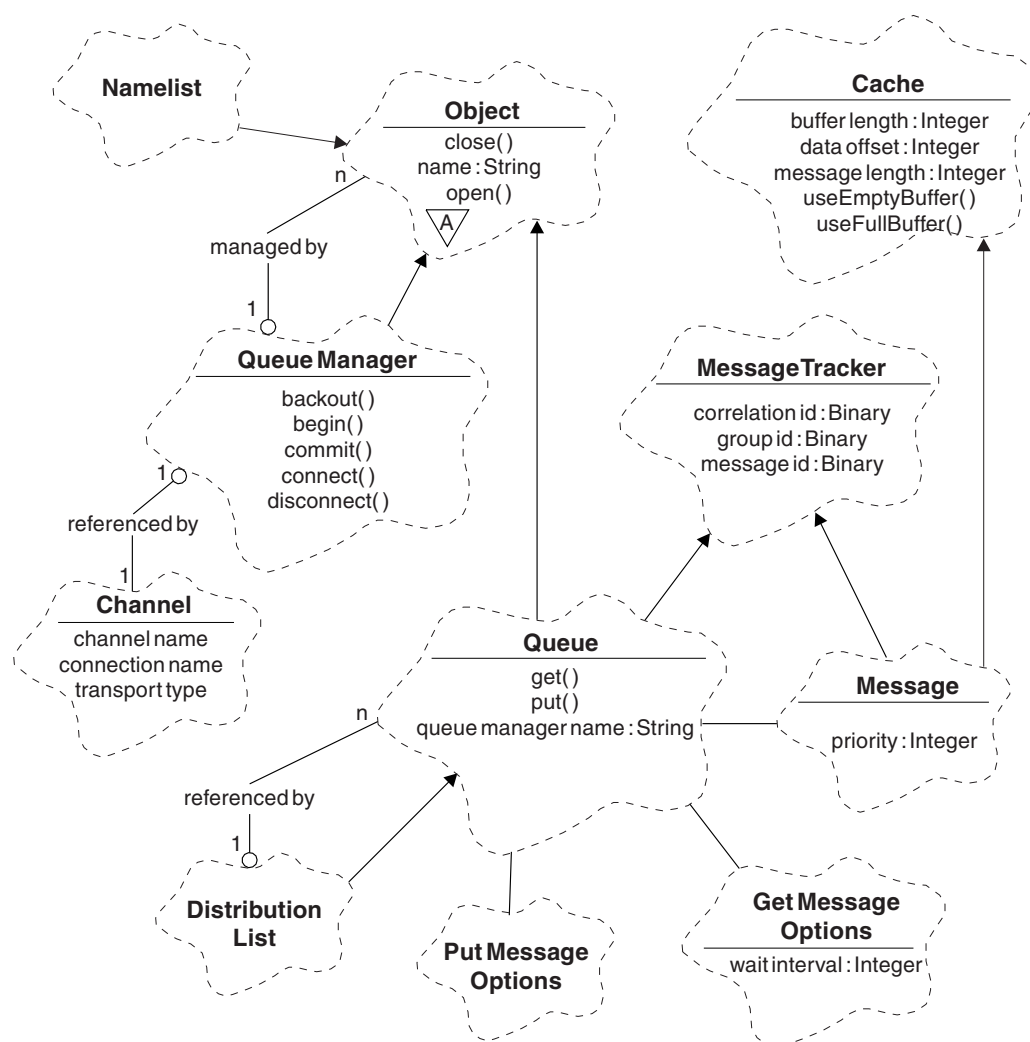 Namelist
Object
close()
name : String
open()
A
Cache
buffer length : Integer
data offset : Integer
message length : Integer
useEmptyBuffer()
useFullBuffer()
n
managed by
1
Queue Manager
backout()
begin()
commit()
connect()
disconnect()
MessageTracker
correlation id : Binary
group id : Binary
message id : Binary
1
referenced by
1
Channel
channel name
connection name
transport type
Queue
get()
put()
queue manager name : String
Message
priority : Integer
n
referenced by
1
Distribution
List
Put Message
Options
Get Message
Options
wait interval : Integer